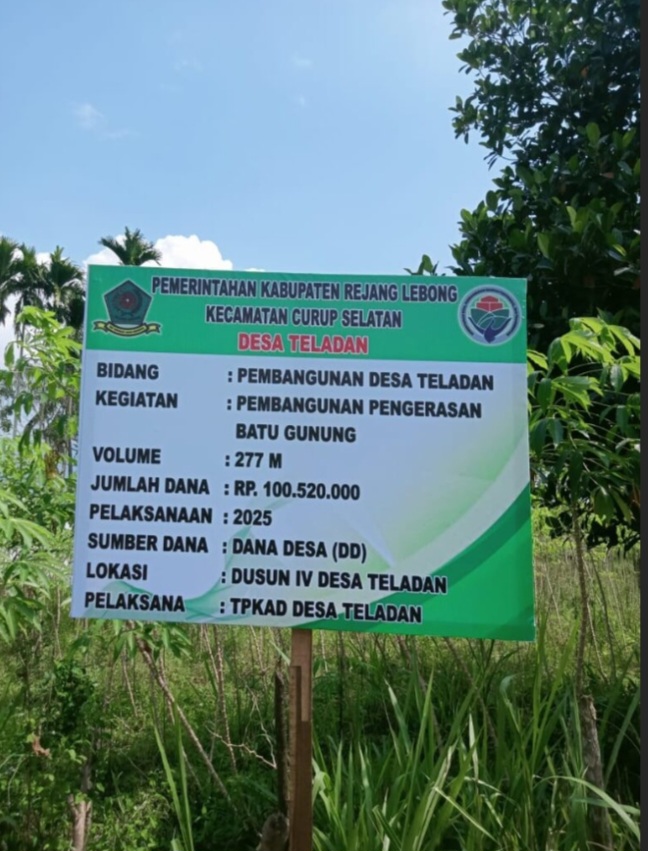 PEMERINTAHAN KABUPATEN REJANG LEBONG
KECAMATAN CURUP SELATAN
DESA TELADAN
BIDANG : PEMBANGUNAN DESA TELADAN
KEGIATAN : PEMBANGUNAN PENGERASAN
BATU GUNUNG
VOLUME : 277 M
JUMLAH DANA : RP. 100.520.000
PELAKSANAAN : 2025
SUMBER DANA : DANA DESA (DD)
LOKASI : DUSUN IV DESA TELADAN
PELAKSANA : TPKAD DESA TELADAN